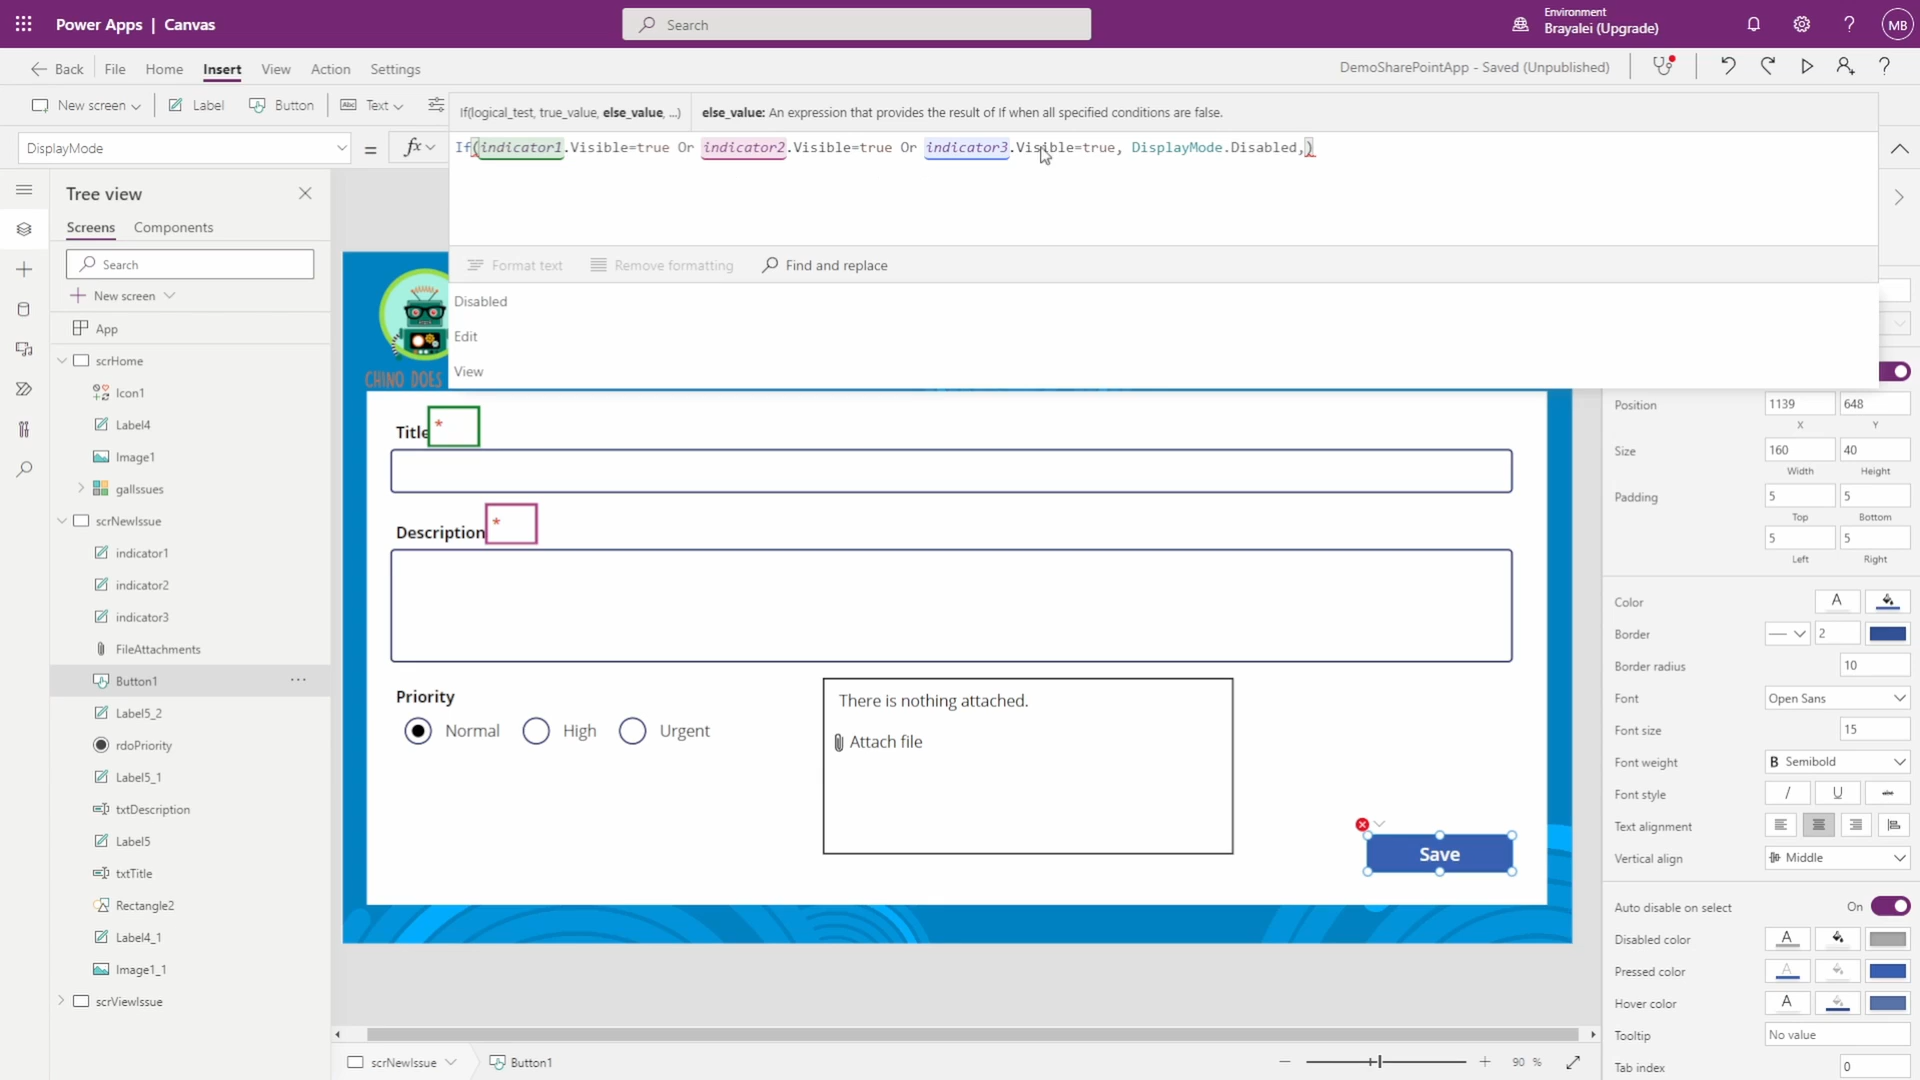 Power Apps | Canvas
Search
Environment
Brayalei (Upgrade)
MB
Back
File
Home
Insert
View
Action
Settings
DemoSharePointApp - Saved (Unpublished)
New screen
Label
Button
Abc
Text
If(logical_test, true_value, else_value, ...)
else_value: An expression that provides the result of If when all specified conditions are false.
DisplayMode
=
fx
If(indicator1.Visible=true Or indicator2.Visible=true Or indicator3.Visible=true, DisplayMode.Disabled,)
Tree view
Screens
Components
Search
New screen
App
scrHome
Icon1
Label4
Image1
gallssues
scrNewIssue
indicator1
indicator2
indicator3
FileAttachments
Button1
Label5_2
rdoPriority
Label5_1
txtDescription
Label5
txtTitle
Rectangle2
Label4_1
Image1_1
scrViewIssue
Format text
Remove formatting
Find and replace
Disabled
Edit
View
CHINO DOES
Title
*
Description
*
Priority
Normal
High
Urgent
There is nothing attached.
Attach file
Save
Position
1139
648
X
Y
Size
160
40
Width
Height
Padding
5
5
Top
Bottom
5
5
Left
Right
Color
A
Border
2
Border radius
10
Font
Open Sans
Font size
15
Font weight
B Semibold
Font style
/
U
abc
Text alignment
Vertical align
Middle
Auto disable on select
On
Disabled color
A
Pressed color
A
Hover color
A
Tooltip
No value
Tab index
0
scrNewIssue
Button1
90 %